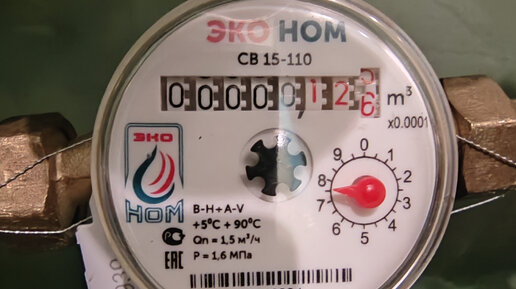 ЭКО НОМ
СВ 15-110
00000,126 м³
x0.0001
ЭКО
НОМ
B-H↑A-V
+5°C + 90°C
Qn = 1,5 м³/ч
P = 1,6 МПа
EAC
0
1
2
3
4
5
6
7
8
9